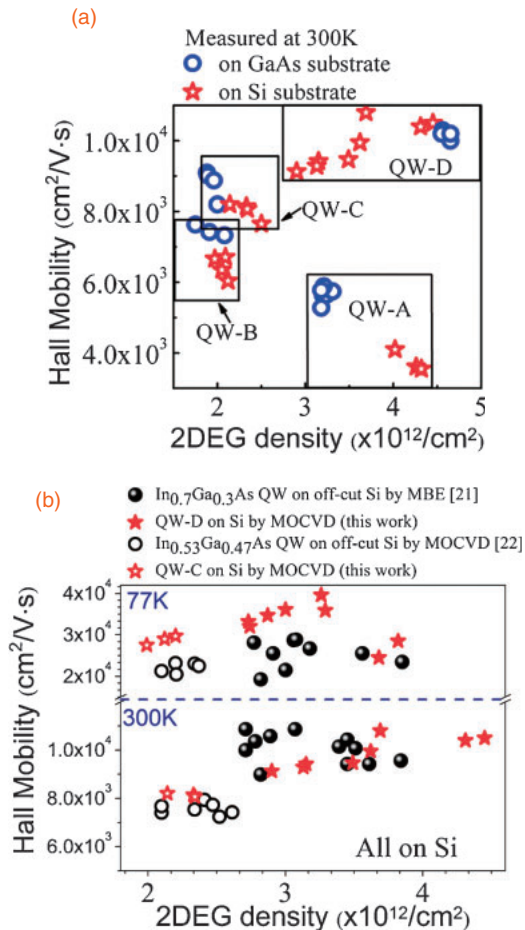 (a)
Measured at 300K
on GaAs substrate
on Si substrate
Hall Mobility (cm²/V·s)
1.0x10⁴
8.0x10³
6.0x10³
4.0x10³
QW-D
QW-C
QW-B
QW-A
2 3 4 5
2DEG density (x10¹²/cm²)
(b)
In₀.₇Ga₀.₃As QW on off-cut Si by MBE [21]
QW-D on Si by MOCVD (this work)
In₀.₅₃Ga₀.₄₇As QW on off-cut Si by MOCVD [22]
QW-C on Si by MOCVD (this work)
Hall Mobility (cm²/V·s)
4x10⁴
3x10⁴
2x10⁴
1.0x10⁴
8.0x10³
6.0x10³
77K
300K
All on Si
2 3 4
2DEG density (x10¹²/cm²)